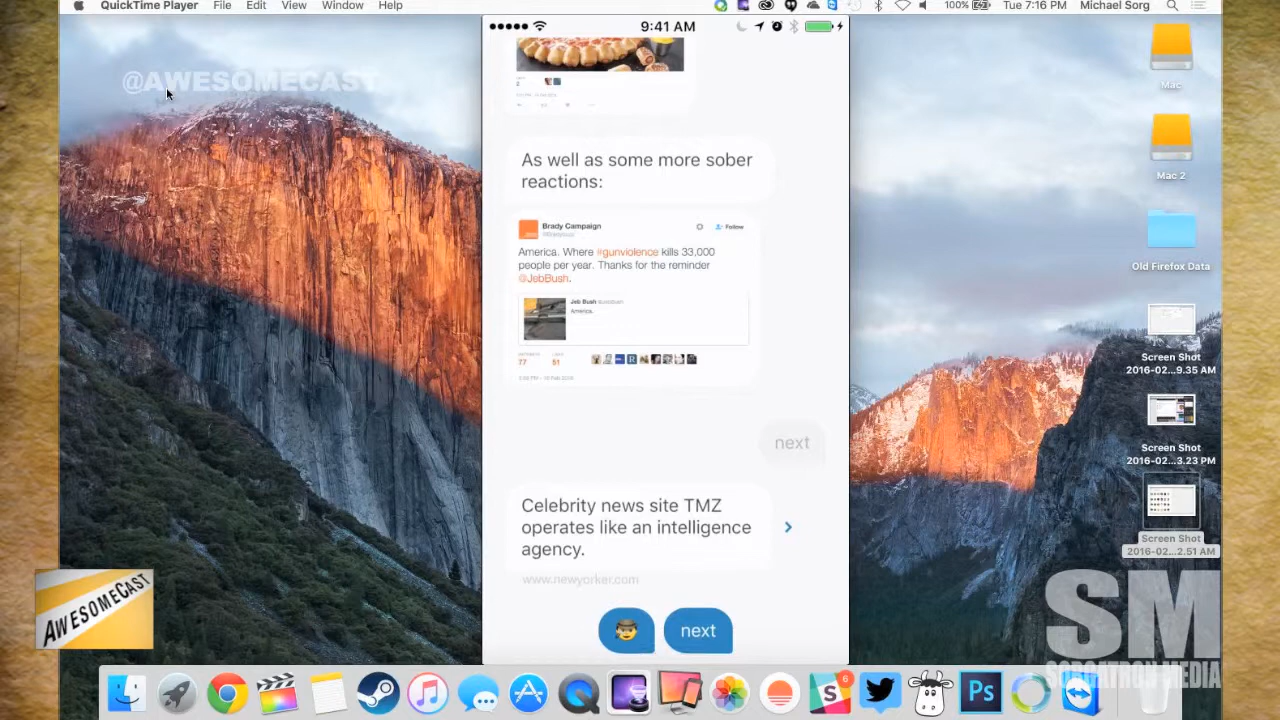 QuickTime Player File Edit View Window Help
100% Tue 7:16 PM Michael Sorg
9:41 AM
@AWESOMECAST
As well as some more sober
reactions:
Brady Campaign
Follow
America. Where #gunviolence kills 33,000
people per year. Thanks for the reminder
@JebBush.
Jeb Bush
America.
77 51
next
Celebrity news site TMZ
operates like an intelligence
agency.
www.newyorker.com
next
Mac
Mac 2
Old Firefox Data
Screen Shot
2016-02...9.35 AM
Screen Shot
2016-02...3.23 PM
Screen Shot
2016-02...2.51 AM
AWESOMECAST
SM
SORGATRON MEDIA
6
Ps